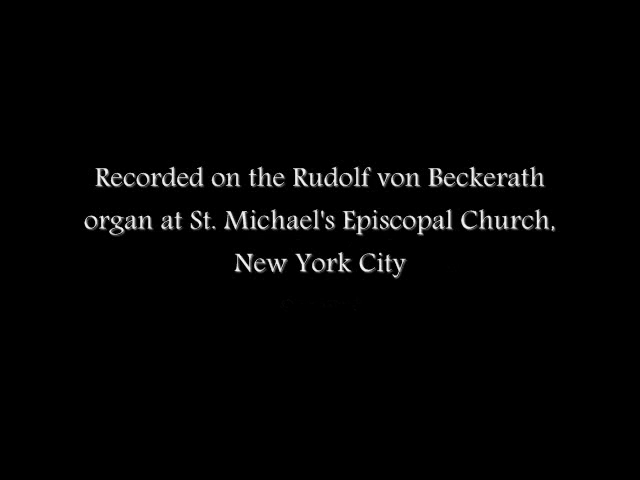 Recorded on the Rudolf von Beckerath
organ at St. Michael's Episcopal Church,
New York City